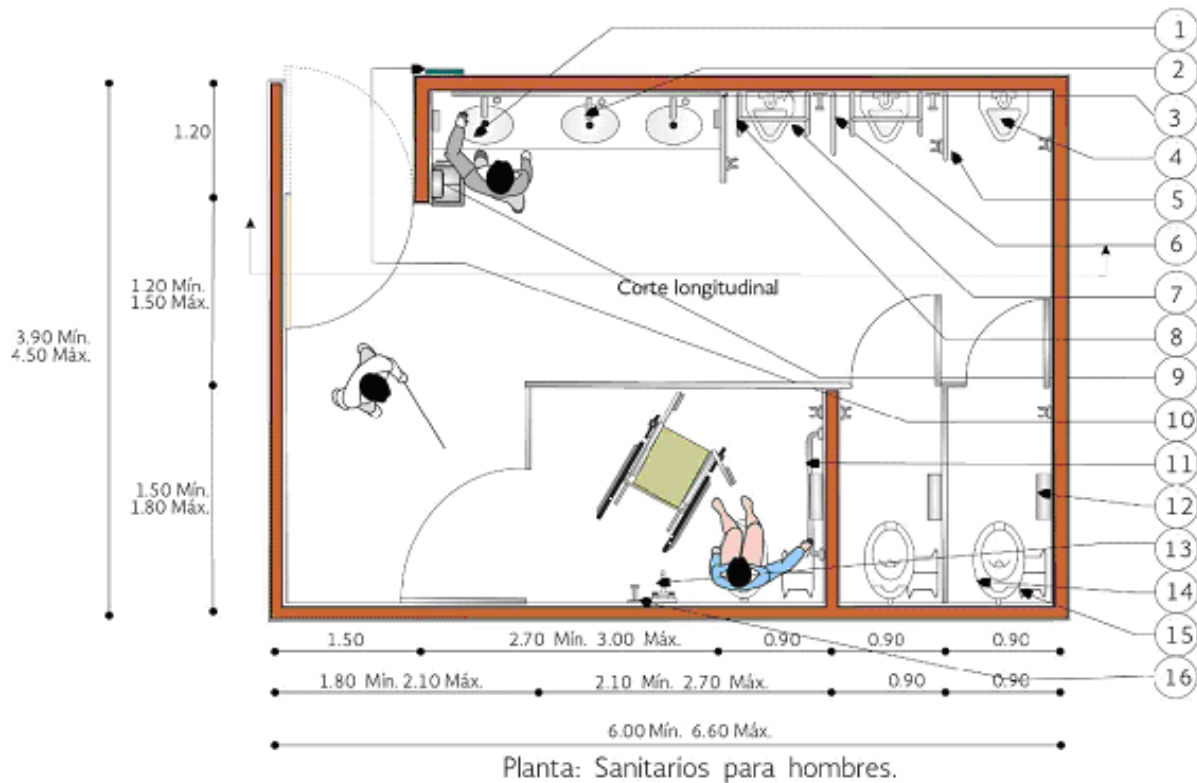 1
2
3
4
5
6
7
8
9
10
11
12
13
14
15
16
1.20
1.20 Mín.
1.50 Máx.
3.90 Mín.
4.50 Máx.
1.50 Mín.
1.80 Máx.
Corte longitudinal
1.50 2.70 Mín. 3.00 Máx. 0.90 0.90 0.90
1.80 Mín. 2.10 Máx. 2.10 Mín. 2.70 Máx. 0.90 0.90
6.00 Mín. 6.60 Máx.
Planta: Sanitarios para hombres.